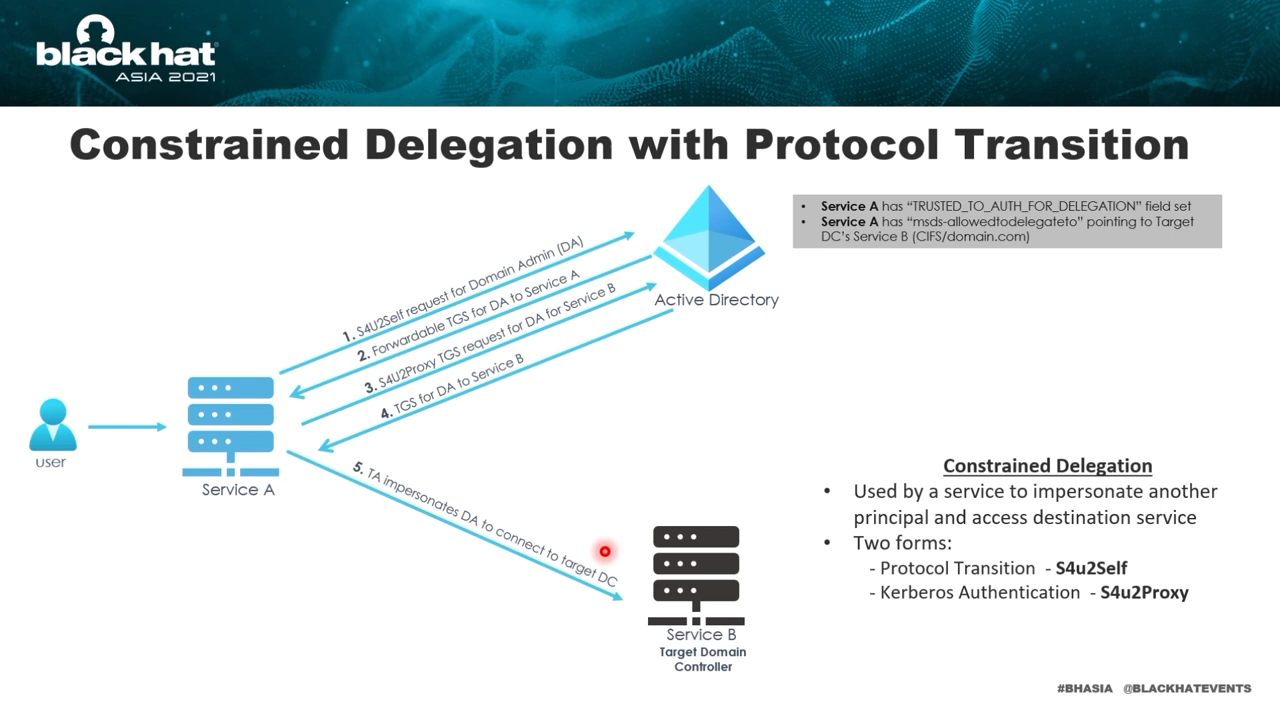 black hat
ASIA 2021
Constrained Delegation with Protocol Transition
• Service A has “TRUSTED_TO_AUTH_FOR_DELEGATION” field set
• Service A has “msds-allowedtodelegateto” pointing to Target
DC’s Service B (CIFS/domain.com)
Active Directory
1. S4U2Self request for Domain Admin (DA)
2. Forwardable TGS for DA to Service A
3. S4U2Proxy TGS request for DA for Service B
4. TGS for DA to Service B
user
Service A
5. TA impersonates DA to connect to target DC
Service B
Target Domain
Controller
Constrained Delegation
• Used by a service to impersonate another
principal and access destination service
• Two forms:
- Protocol Transition - S4u2Self
- Kerberos Authentication - S4u2Proxy
#BHASIA @BLACKHATEVENTS